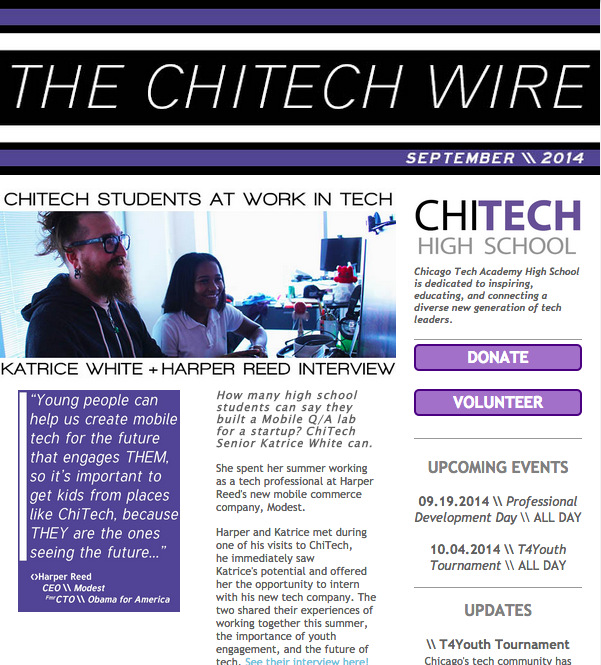 THE CHITECH WIRE
SEPTEMBER \\ 2014
CHITECH STUDENTS AT WORK IN TECH
KATRICE WHITE + HARPER REED INTERVIEW
“Young people can
help us create mobile
tech for the future
that engages THEM,
so it’s important to
get kids from places
like ChiTech, because
THEY are the ones
seeing the future...”
‹›Harper Reed
CEO \\ Modest
Fmr CTO \\ Obama for America
How many high school
students can say they
built a Mobile Q/A lab
for a startup? ChiTech
Senior Katrice White can.
She spent her summer working
as a tech professional at Harper
Reed's new mobile commerce
company, Modest.
Harper and Katrice met during
one of his visits to ChiTech,
he immediately saw
Katrice's potential and offered
her the opportunity to intern
with his new tech company. The
two shared their experiences of
working together this summer,
the importance of youth
engagement, and the future of
tech. See their interview here!
CHITECH
HIGH SCHOOL
Chicago Tech Academy High School
is dedicated to inspiring,
educating, and connecting a
diverse new generation of tech
leaders.
DONATE
VOLUNTEER
UPCOMING EVENTS
09.19.2014 \\ Professional
Development Day \\ ALL DAY
10.04.2014 \\ T4Youth
Tournament \\ ALL DAY
UPDATES
\\ T4Youth Tournament
Chicago's tech community has